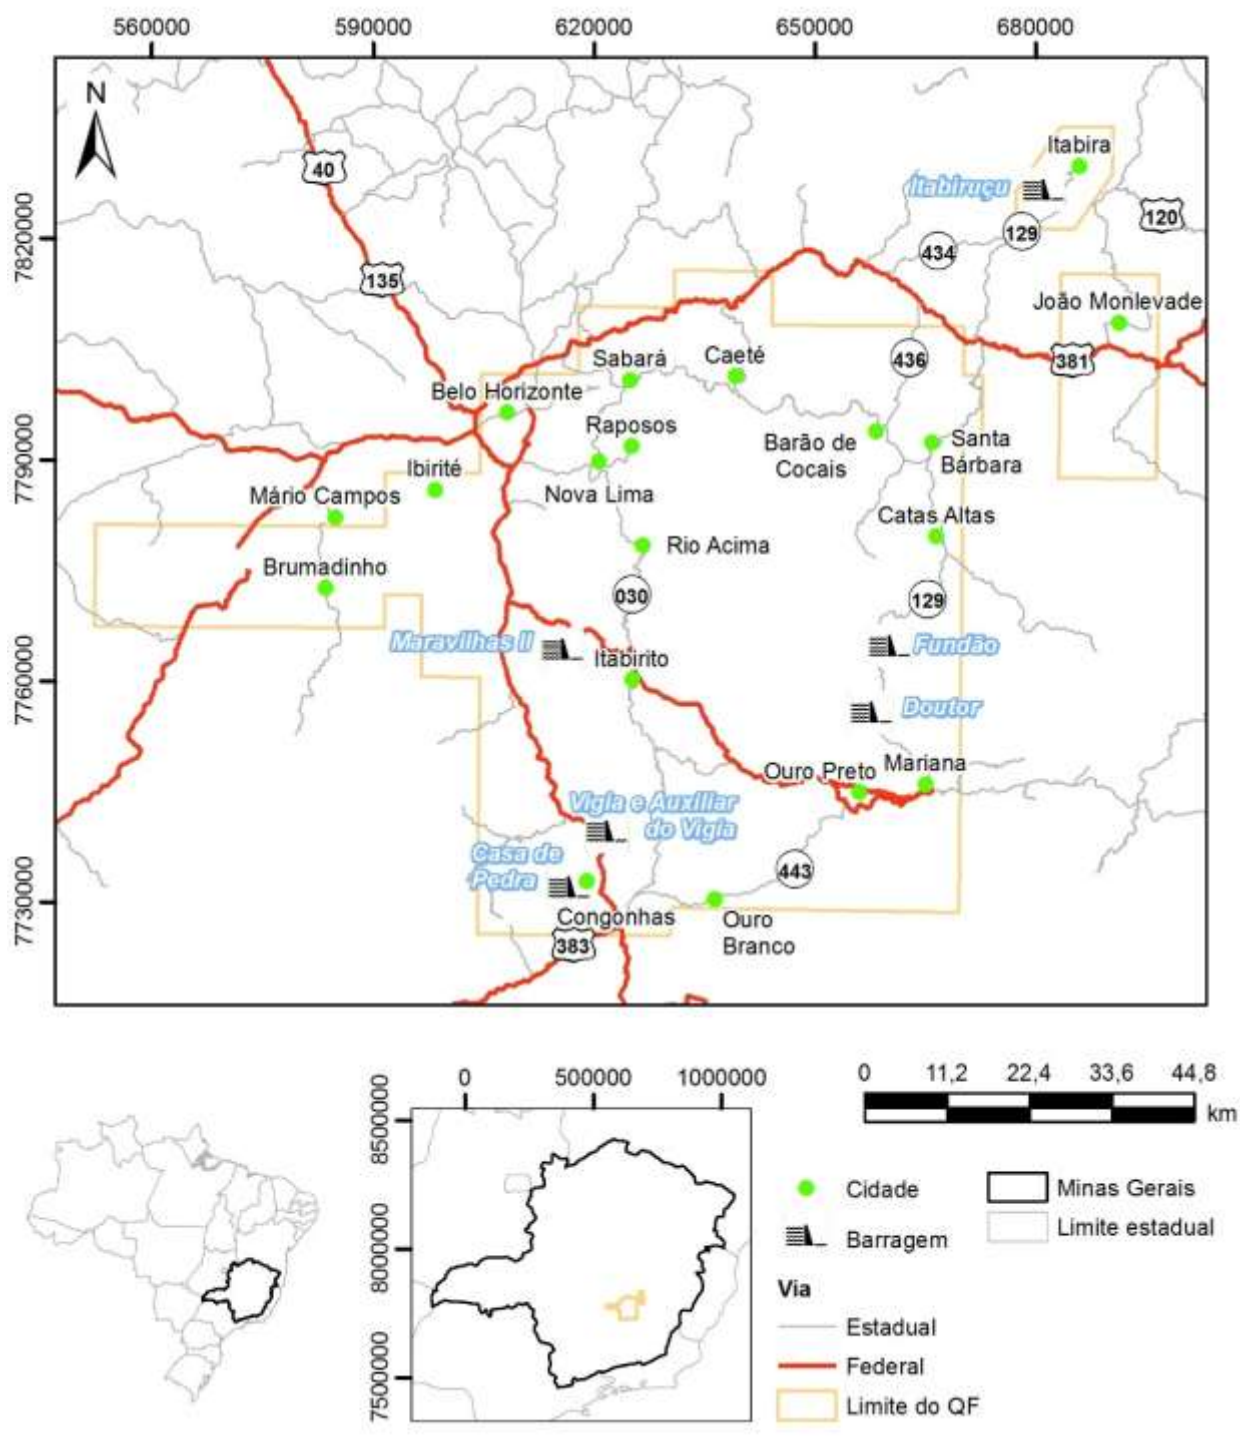 560000 590000 620000 650000 680000
N
Itabira
40
Itabiruçu
120
7820000
129
434
135
João Monlevade
Sabará
Caeté
436
381
Belo Horizonte
Raposos
Barão de
Cocais
Santa
Bárbara
7790000
Ibirité
Nova Lima
Mário Campos
Catas Altas
Rio Acima
Brumadinho
030
129
Maravilhas II
Fundão
Itabirito
7760000
Doutor
Ouro Preto
Mariana
Vigia e Auxiliar
do Vigia
Casa de
Pedra
443
7730000
Congonhas
Ouro
Branco
383
0 11,2 22,4 33,6 44,8
km
0 500000 1000000
8500000
8000000
7500000
Cidade
Barragem
Minas Gerais
Limite estadual
Via
Estadual
Federal
Limite do QF